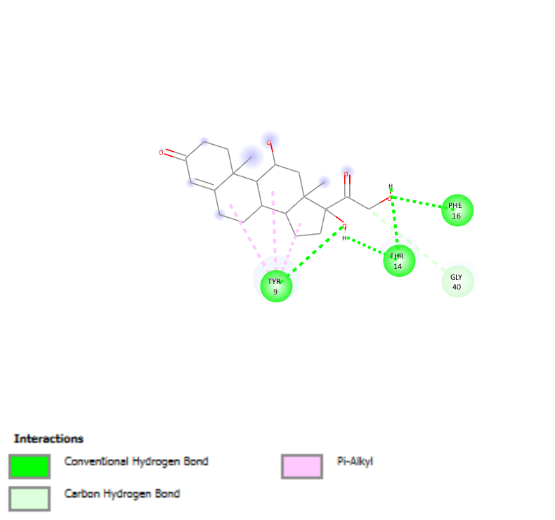 O
O
O
H
O
O
H
PHE
16
THR
14
TYR
9
GLY
40
Interactions
Conventional Hydrogen Bond
Pi-Alkyl
Carbon Hydrogen Bond